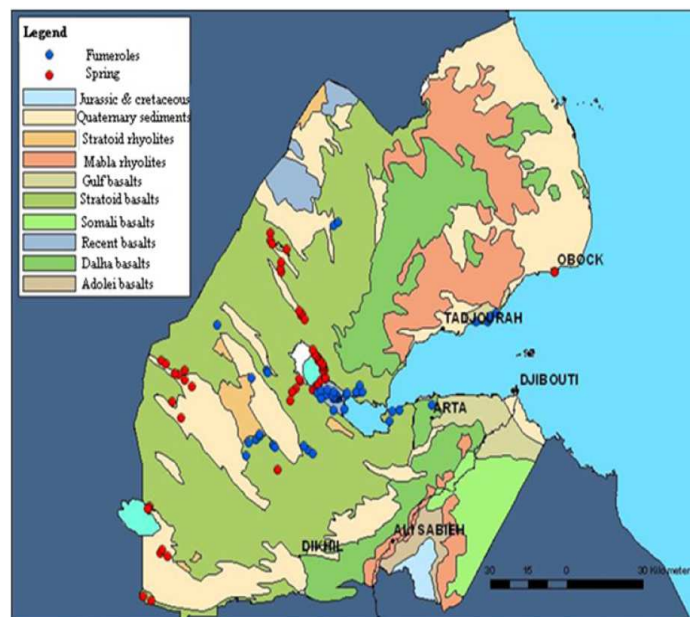 Legend
Fumeroles
Spring
Jurassic & cretaceous
Quaternary sediments
Stratoid rhyolites
Mabla rhyolites
Gulf basalts
Stratoid basalts
Somali basalts
Recent basalts
Dalha basalts
Adolei basalts
OBOCK
TADJOURAH
DJIBOUTI
ARTA
ALI SABIEH
DIKHIL
30 15 0 30 Kilometers